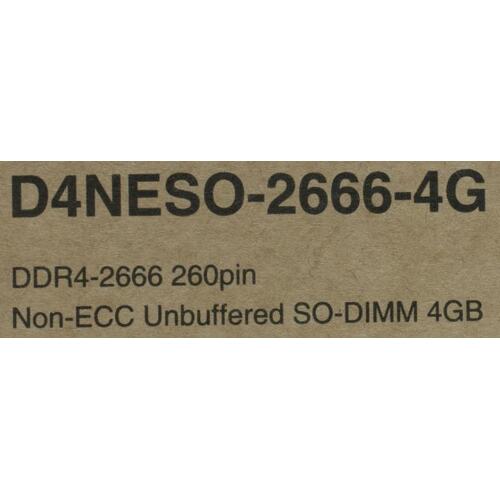 D4NESO-2666-4G
DDR4-2666 260pin
Non-ECC Unbuffered SO-DIMM 4GB